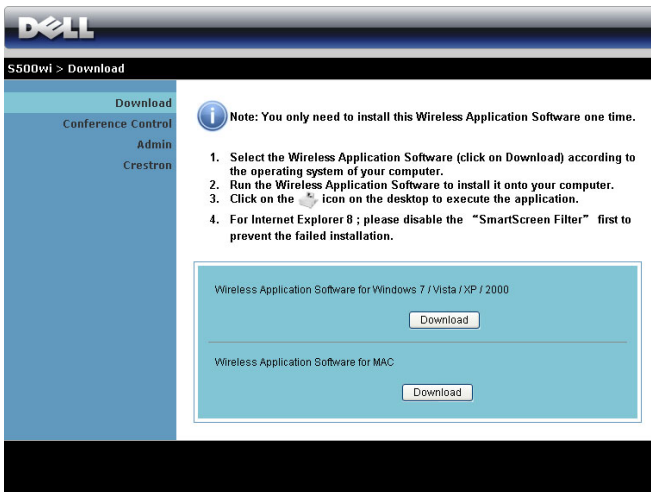 DELL
S500wi > Download
Download
Conference Control
Admin
Crestron
Note: You only need to install this Wireless Application Software one time.
1. Select the Wireless Application Software (click on Download) according to
the operating system of your computer.
2. Run the Wireless Application Software to install it onto your computer.
3. Click on the icon on the desktop to execute the application.
4. For Internet Explorer 8 ; please disable the “SmartScreen Filter” first to
prevent the failed installation.
Wireless Application Software for Windows 7 / Vista / XP / 2000
Download
Wireless Application Software for MAC
Download